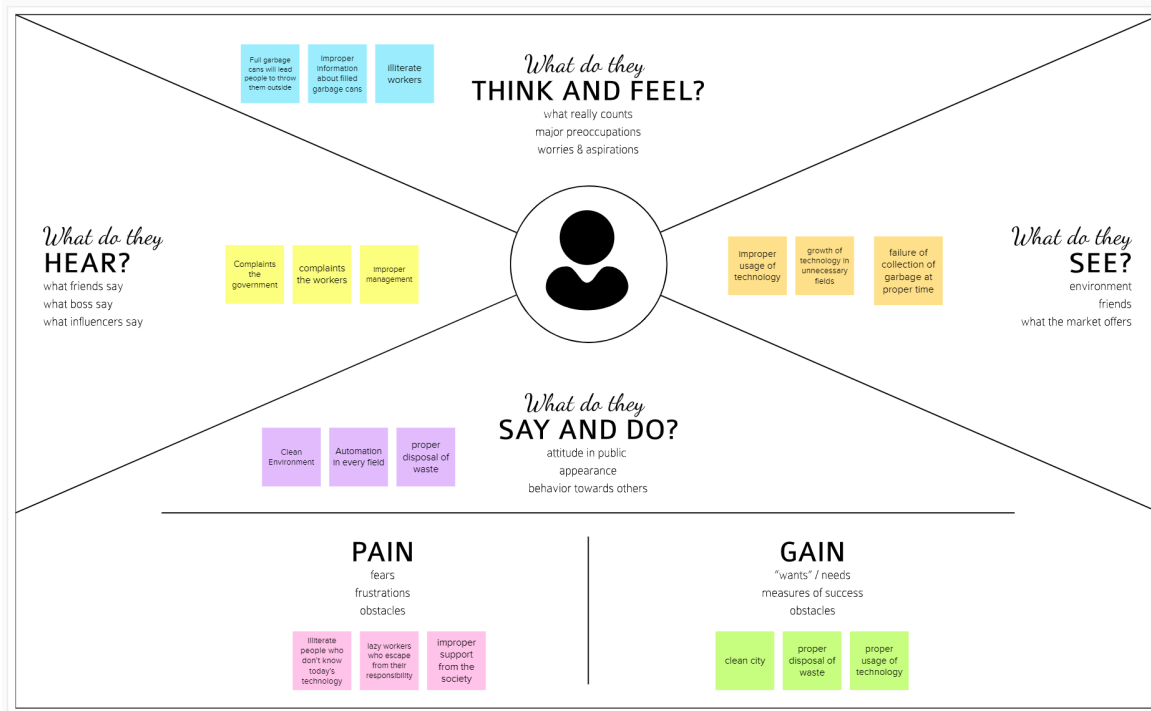 Full garbage
cans will lead
people to throw
them outside
Improper
information
about filled
garbage cans
illiterate
workers
What do they
THINK AND FEEL?
what really counts
major preoccupations
worries & aspirations
What do they
HEAR?
what friends say
what boss say
what influencers say
Complaints
the
government
complaints
the workers
improper
management
improper
usage of
technology
growth of
technology in
unnecessary
fields
failure of
collection of
garbage at
proper time
What do they
SEE?
environment
friends
what the market offers
What do they
SAY AND DO?
attitude in public
appearance
behavior towards others
Clean
Environment
Automation
in every field
proper
disposal of
waste
PAIN
fears
frustrations
obstacles
illiterate
people who
don't know
today's
technology
lazy workers
who escape
from their
responsibility
improper
support
from the
society
GAIN
"wants" / needs
measures of success
obstacles
clean city
proper
disposal of
waste
proper
usage of
technology